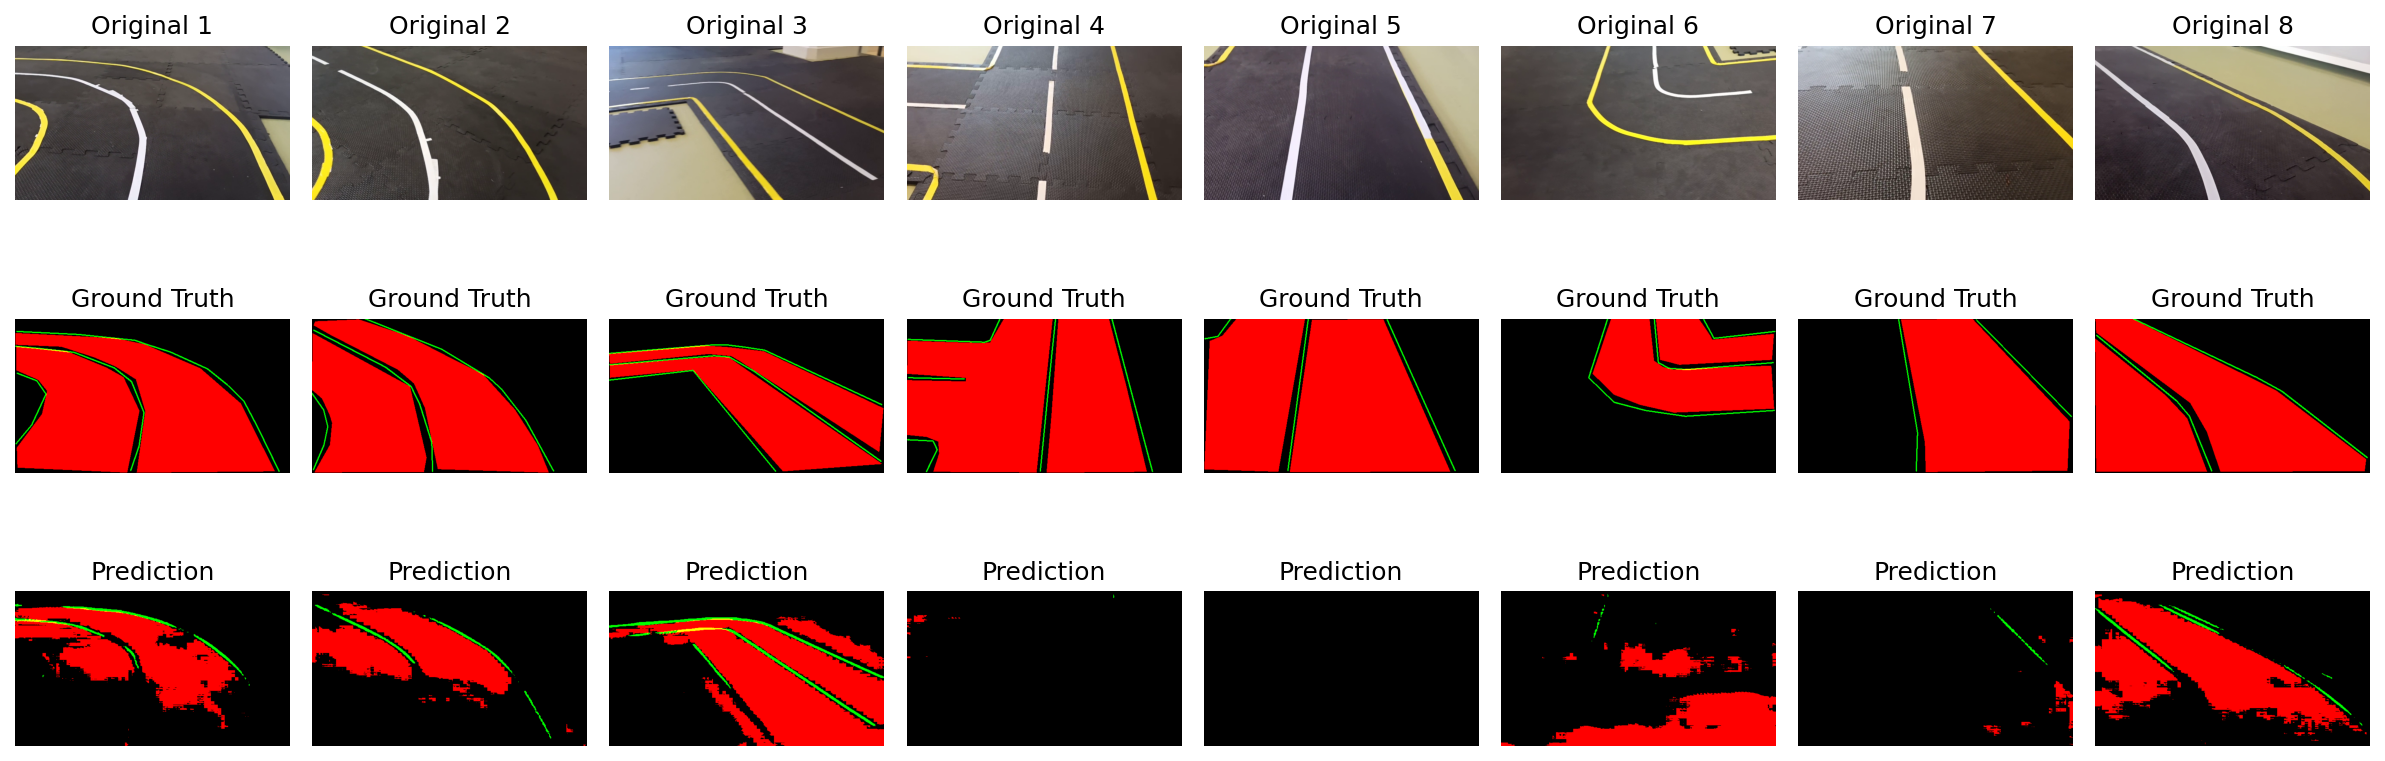 Original 1
Original 2
Original 3
Original 4
Original 5
Original 6
Original 7
Original 8
Ground Truth
Ground Truth
Ground Truth
Ground Truth
Ground Truth
Ground Truth
Ground Truth
Ground Truth
Prediction
Prediction
Prediction
Prediction
Prediction
Prediction
Prediction
Prediction